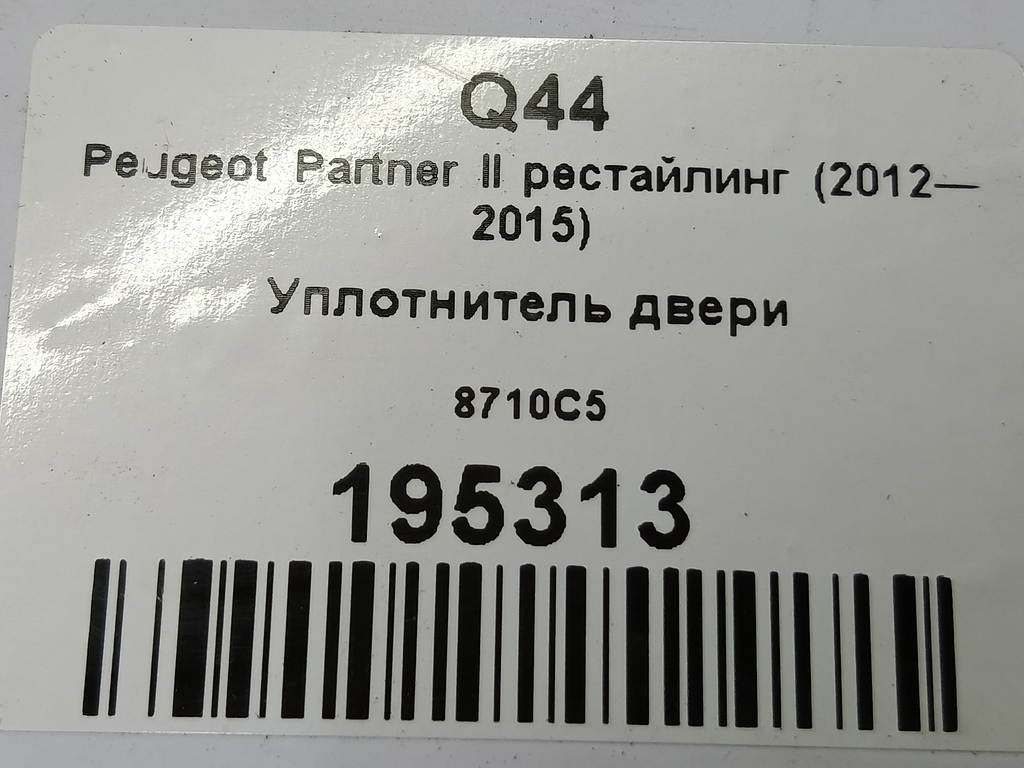 Q44
Peugeot Partner II рестайлинг (2012—
2015)
Уплотнитель двери
8710C5
195313